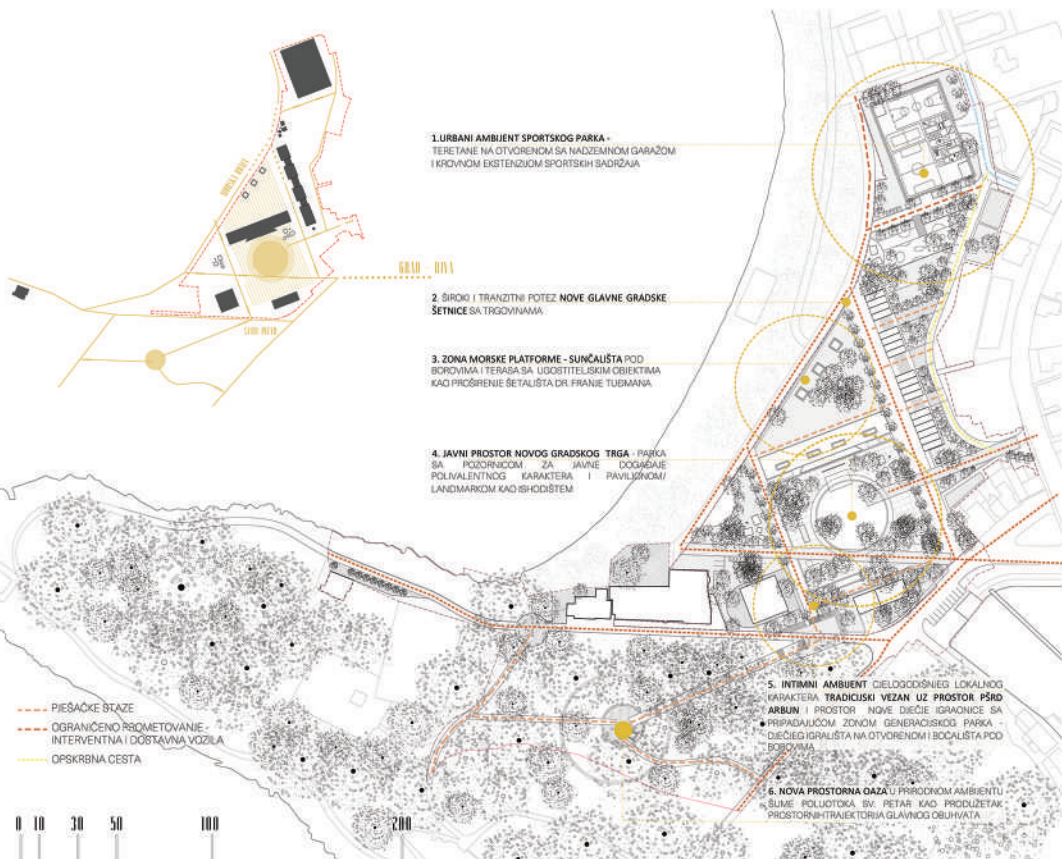 GRAD - RIVA
1.URBANI AMBIJENT SPORTSKOG PARKA -
TERETANE NA OTVORENOM SA NADZEMNOM GARAŽOM
I KROVNOM EKSTENZIJOM SPORTSKIH SADRŽAJA
2. ŠIROKI I TRANZITNI POTEZ NOVE GLAVNE GRADSKE
ŠETNICE SA TRGOVINAMA
3. ZONA MORSKE PLATFORME - SUNČALIŠTA POD
BOROVIMA I TERASA SA UGOSTITELJSKIM OBJEKTIMA
KAO PROŠIRENJE ŠETALIŠTA DR. FRANJE TUĐMANA
4. JAVNI PROSTOR NOVOG GRADSKOG TRGA - PARKA
SA POZORNICOM ZA JAVNE DOGAĐAJE
POLIVALENTNOG KARAKTERA I PAVILJONOM/
LANDMARKOM KAO ISHODIŠTEM
5. INTIMNI AMBIJENT CJELOGODIŠNJEG LOKALNOG
KARAKTERA TRADICIJSKI VEZAN UZ PROSTOR PŠRD
ARBUN I PROSTOR NOVE DJEČJE IGRAONICE SA
PRIPADAJUĆOM ZONOM GENERACIJSKOG PARKA -
DJEČJEG IGRALIŠTA NA OTVORENOM I BOĆALIŠTA POD
BOROVIMA
6. NOVA PROSTORNA OAZA U PRIRODNOM AMBIJENTU
ŠUME POLUOTOKA SV. PETAR KAO PRODUŽETAK
PROSTORNIH TRAJEKTORIJA GLAVNOG OBUHVATA
PJEŠAČKE STAZE
OGRANIČENO PROMETOVANJE -
INTERVENTNA I DOSTAVNA VOZILA
OPSKRBNA CESTA
0 10 30 50 100 200